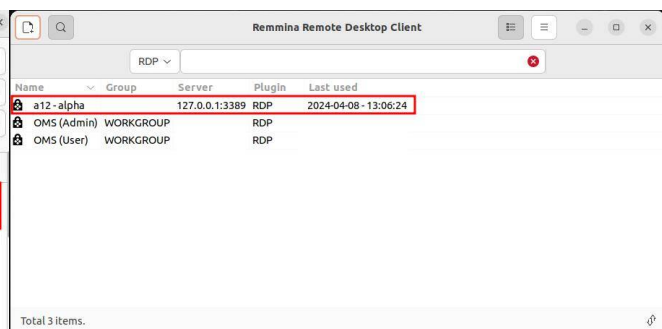 Remmina Remote Desktop Client
RDP
Name Group Server Plugin Last used
a12 - alpha 127.0.0.1:3389 RDP 2024-04-08 - 13:06:24
OMS (Admin) WORKGROUP RDP
OMS (User) WORKGROUP RDP
Total 3 items.